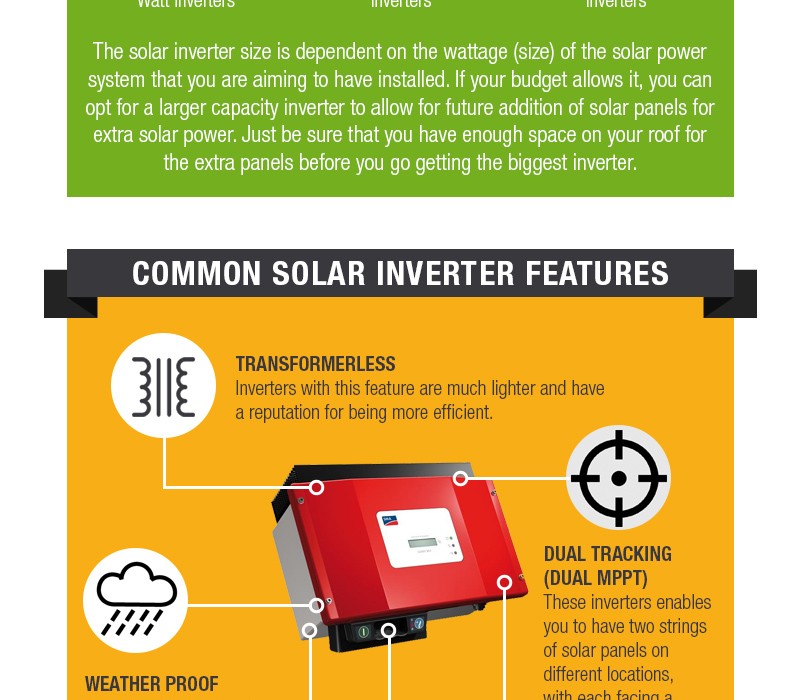 Watt Inverters
Inverters
Inverters
The solar inverter size is dependent on the wattage (size) of the solar power
system that you are aiming to have installed. If your budget allows it, you can
opt for a larger capacity inverter to allow for future addition of solar panels for
extra solar power. Just be sure that you have enough space on your roof for
the extra panels before you go getting the biggest inverter.
COMMON SOLAR INVERTER FEATURES
TRANSFORMERLESS
Inverters with this feature are much lighter and have
a reputation for being more efficient.
DUAL TRACKING
(DUAL MPPT)
These inverters enables
you to have two strings
of solar panels on
different locations,
with each facing a
WEATHER PROOF